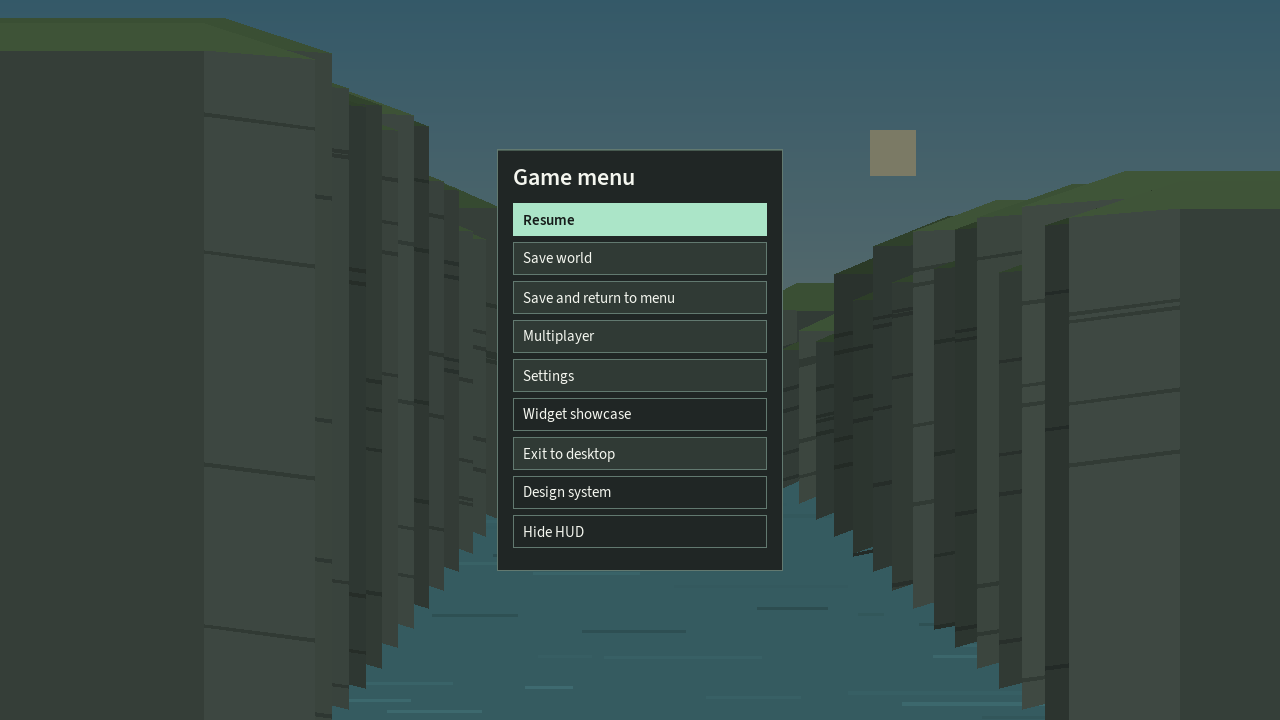 Game menu
Resume
Save world
Save and return to menu
Multiplayer
Settings
Widget showcase
Exit to desktop
Design system
Hide HUD